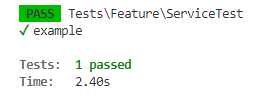 PASS Tests\Feature\ServiceTest
✓ example
Tests: 1 passed
Time: 2.40s